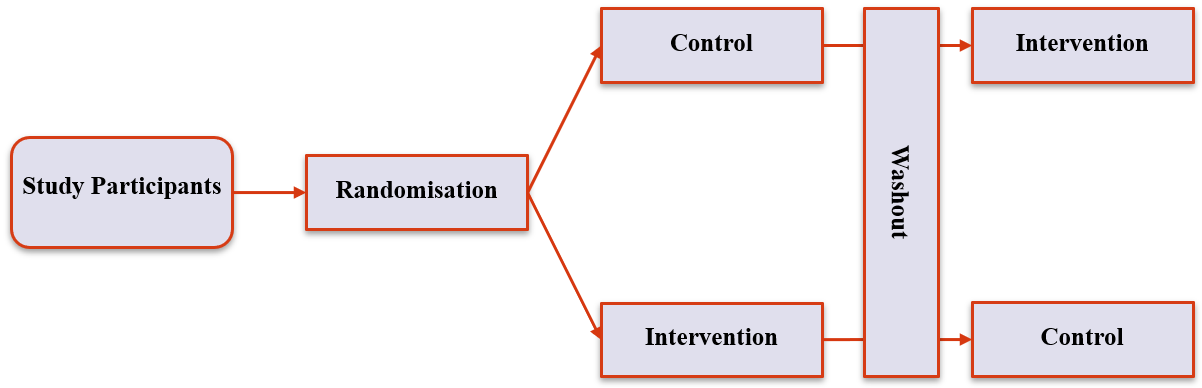 Study Participants
Randomisation
Control
Intervention
Washout
Intervention
Control